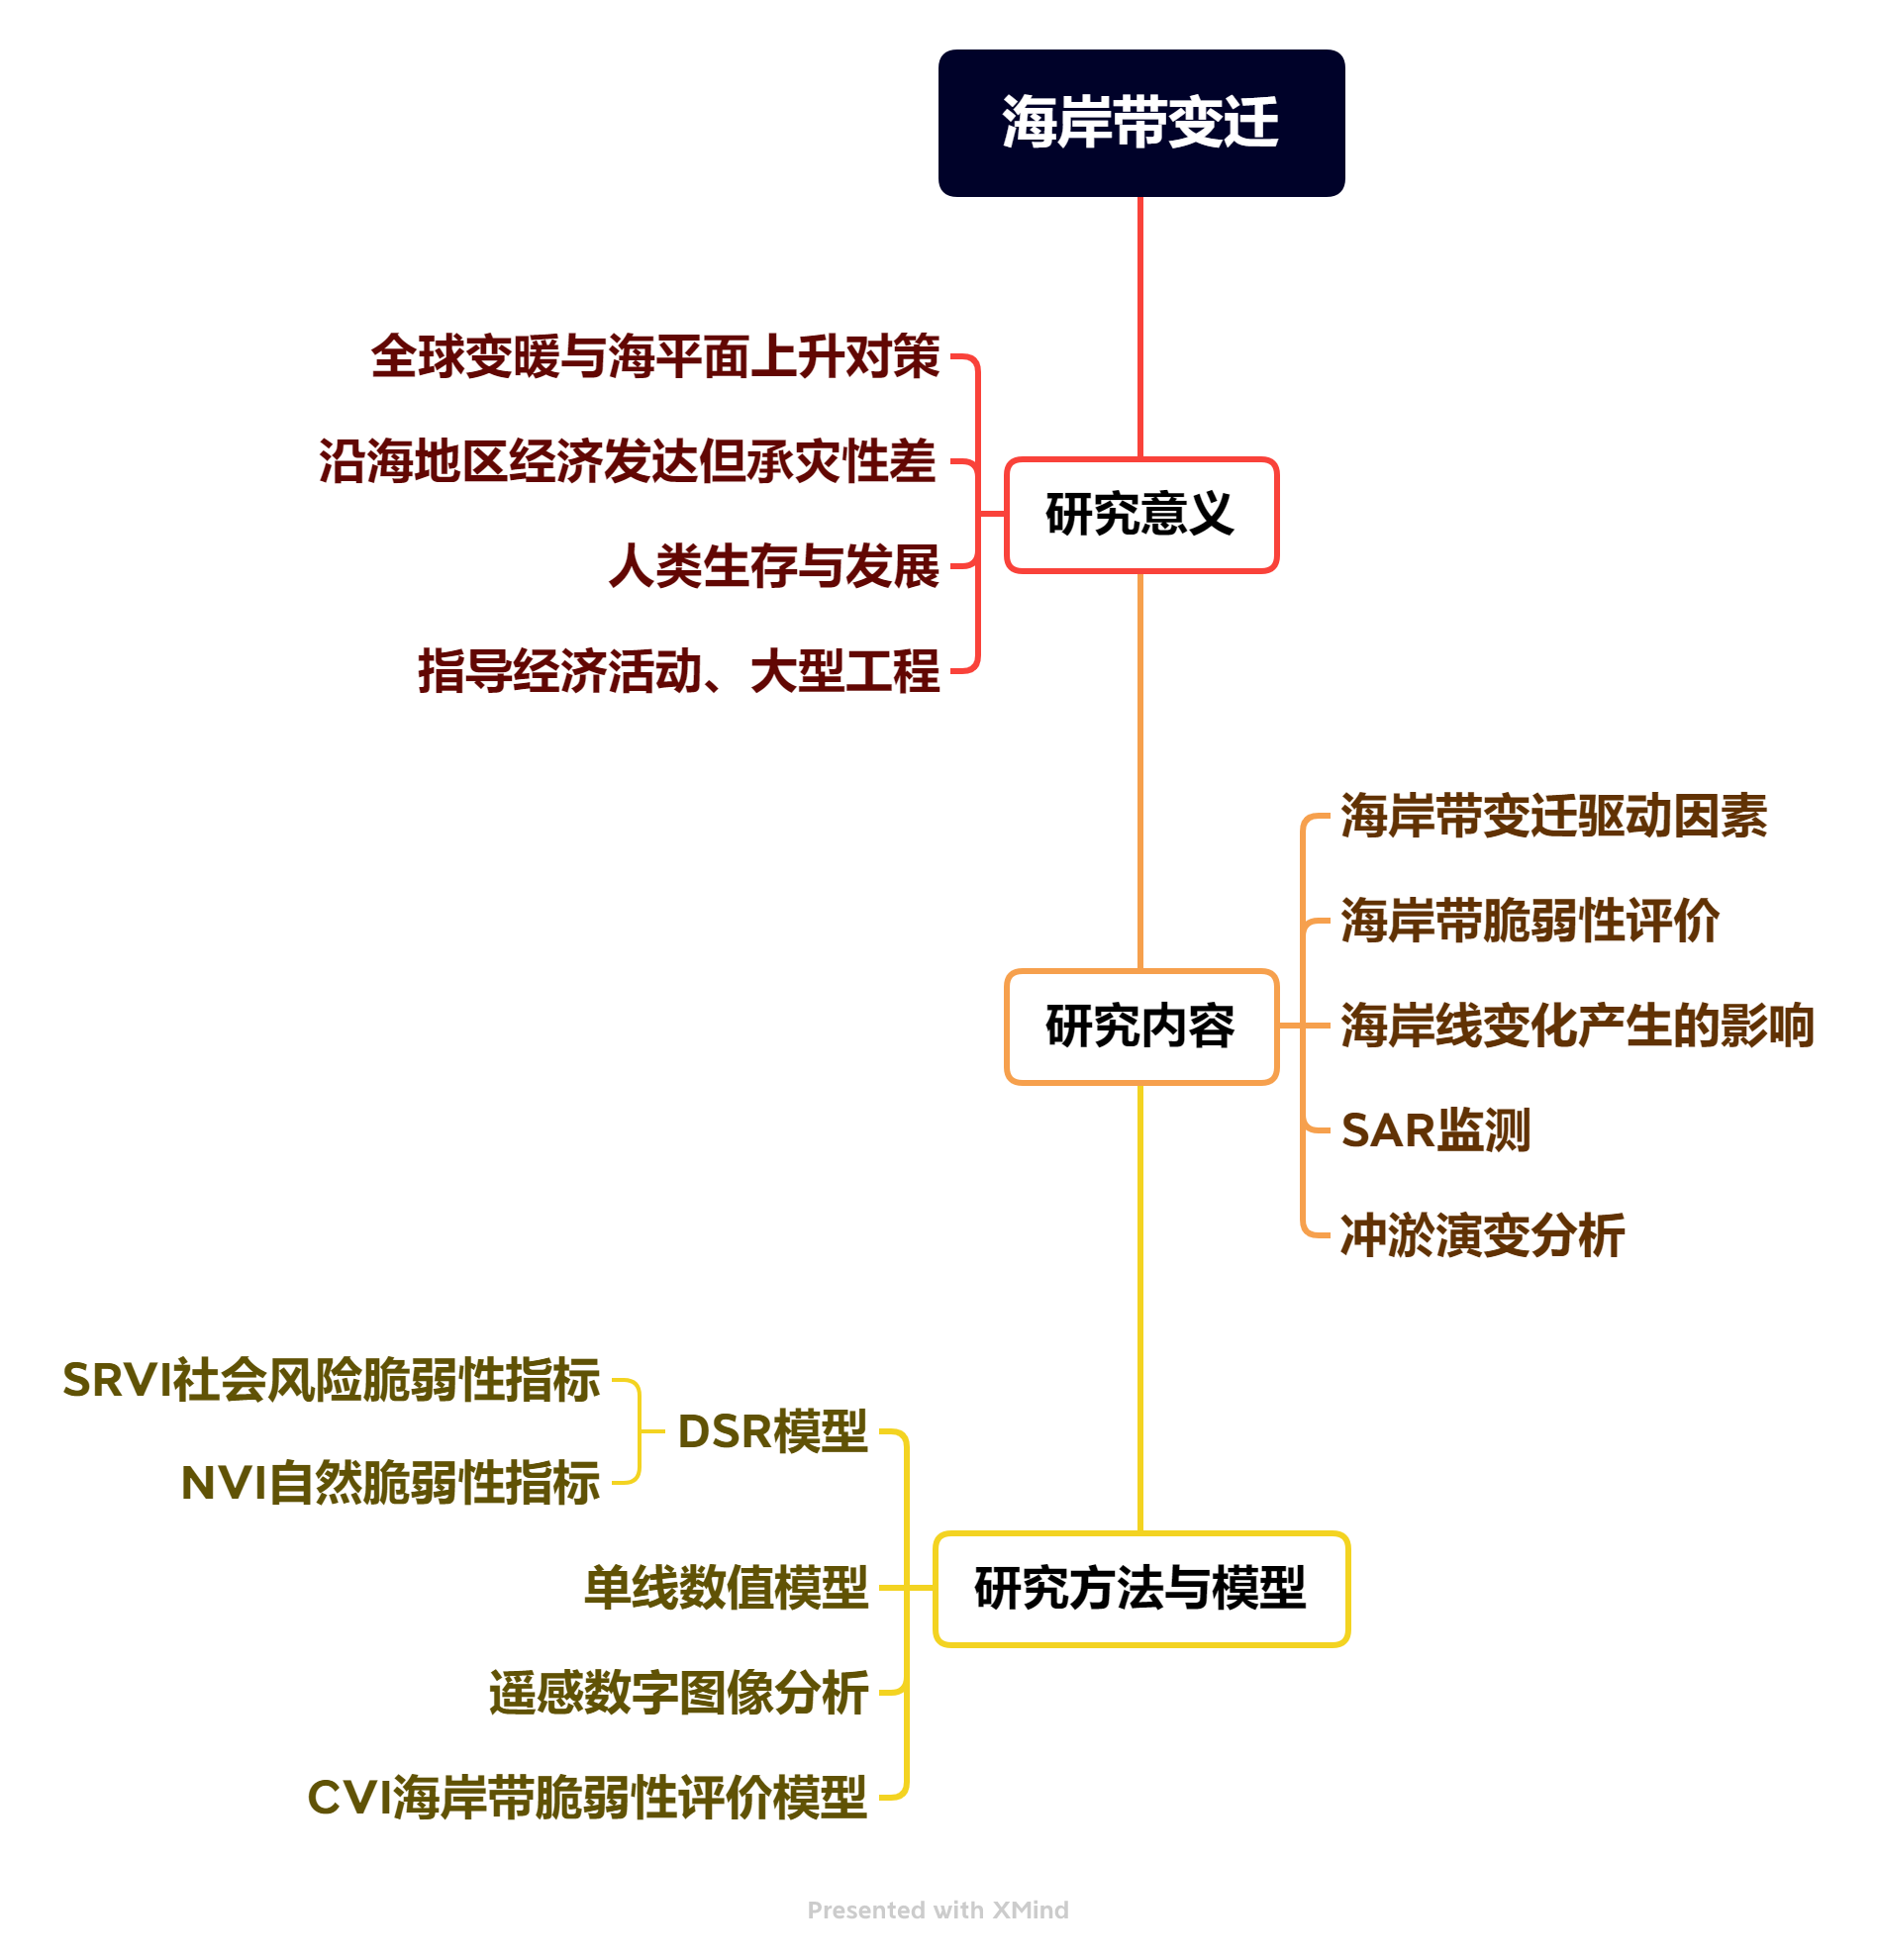 海岸带变迁
全球变暖与海平面上升对策
沿海地区经济发达但承灾性差
研究意义
人类生存与发展
指导经济活动、大型工程
海岸带变迁驱动因素
海岸带脆弱性评价
研究内容
海岸线变化产生的影响
SAR监测
冲淤演变分析
SRVI社会风险脆弱性指标
DSR模型
NVI自然脆弱性指标
单线数值模型
研究方法与模型
遥感数字图像分析
CVI海岸带脆弱性评价模型
Presented with XMind